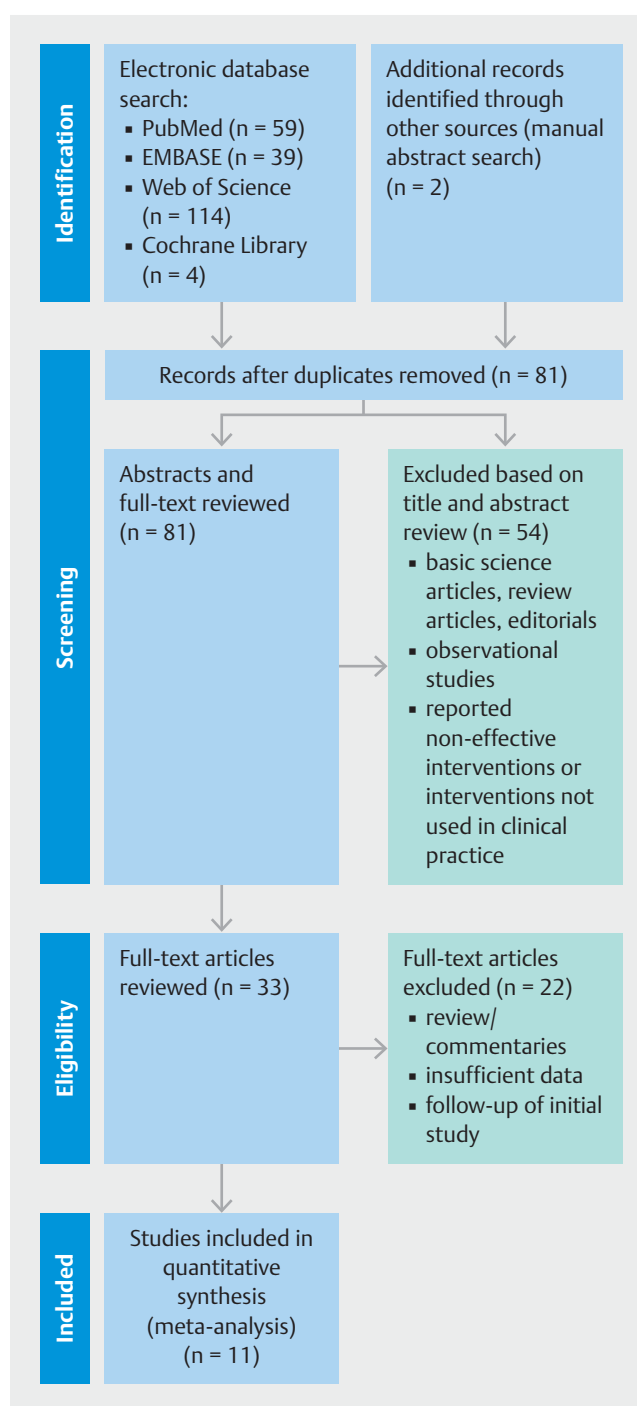 Identification
Electronic database
search:
▪ PubMed (n = 59)
▪ EMBASE (n = 39)
▪ Web of Science
(n = 114)
▪ Cochrane Library
(n = 4)
Additional records
identified through
other sources (manual
abstract search)
(n = 2)
Screening
Records after duplicates removed (n = 81)
Abstracts and
full-text reviewed
(n = 81)
Excluded based on
title and abstract
review (n = 54)
▪ basic science
articles, review
articles, editorials
▪ observational
studies
▪ reported
non-effective
interventions or
interventions not
used in clinical
practice
Eligibility
Full-text articles
reviewed (n = 33)
Full-text articles
excluded (n = 22)
▪ review/
commentaries
▪ insufficient data
▪ follow-up of initial
study
Included
Studies included in
quantitative
synthesis
(meta-analysis)
(n = 11)